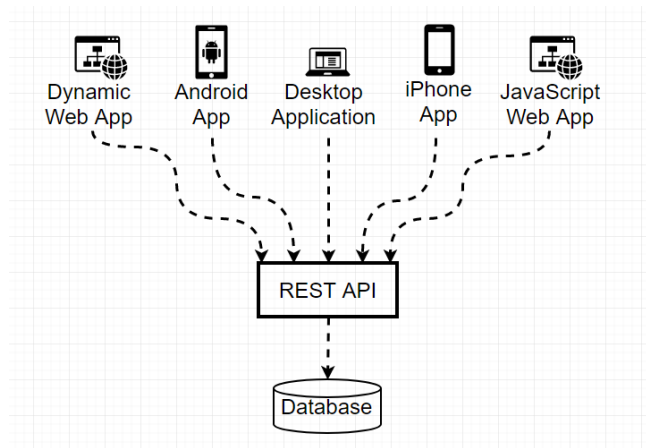 Dynamic
Web App
Android
App
Desktop
Application
iPhone
App
JavaScript
Web App
REST API
Database